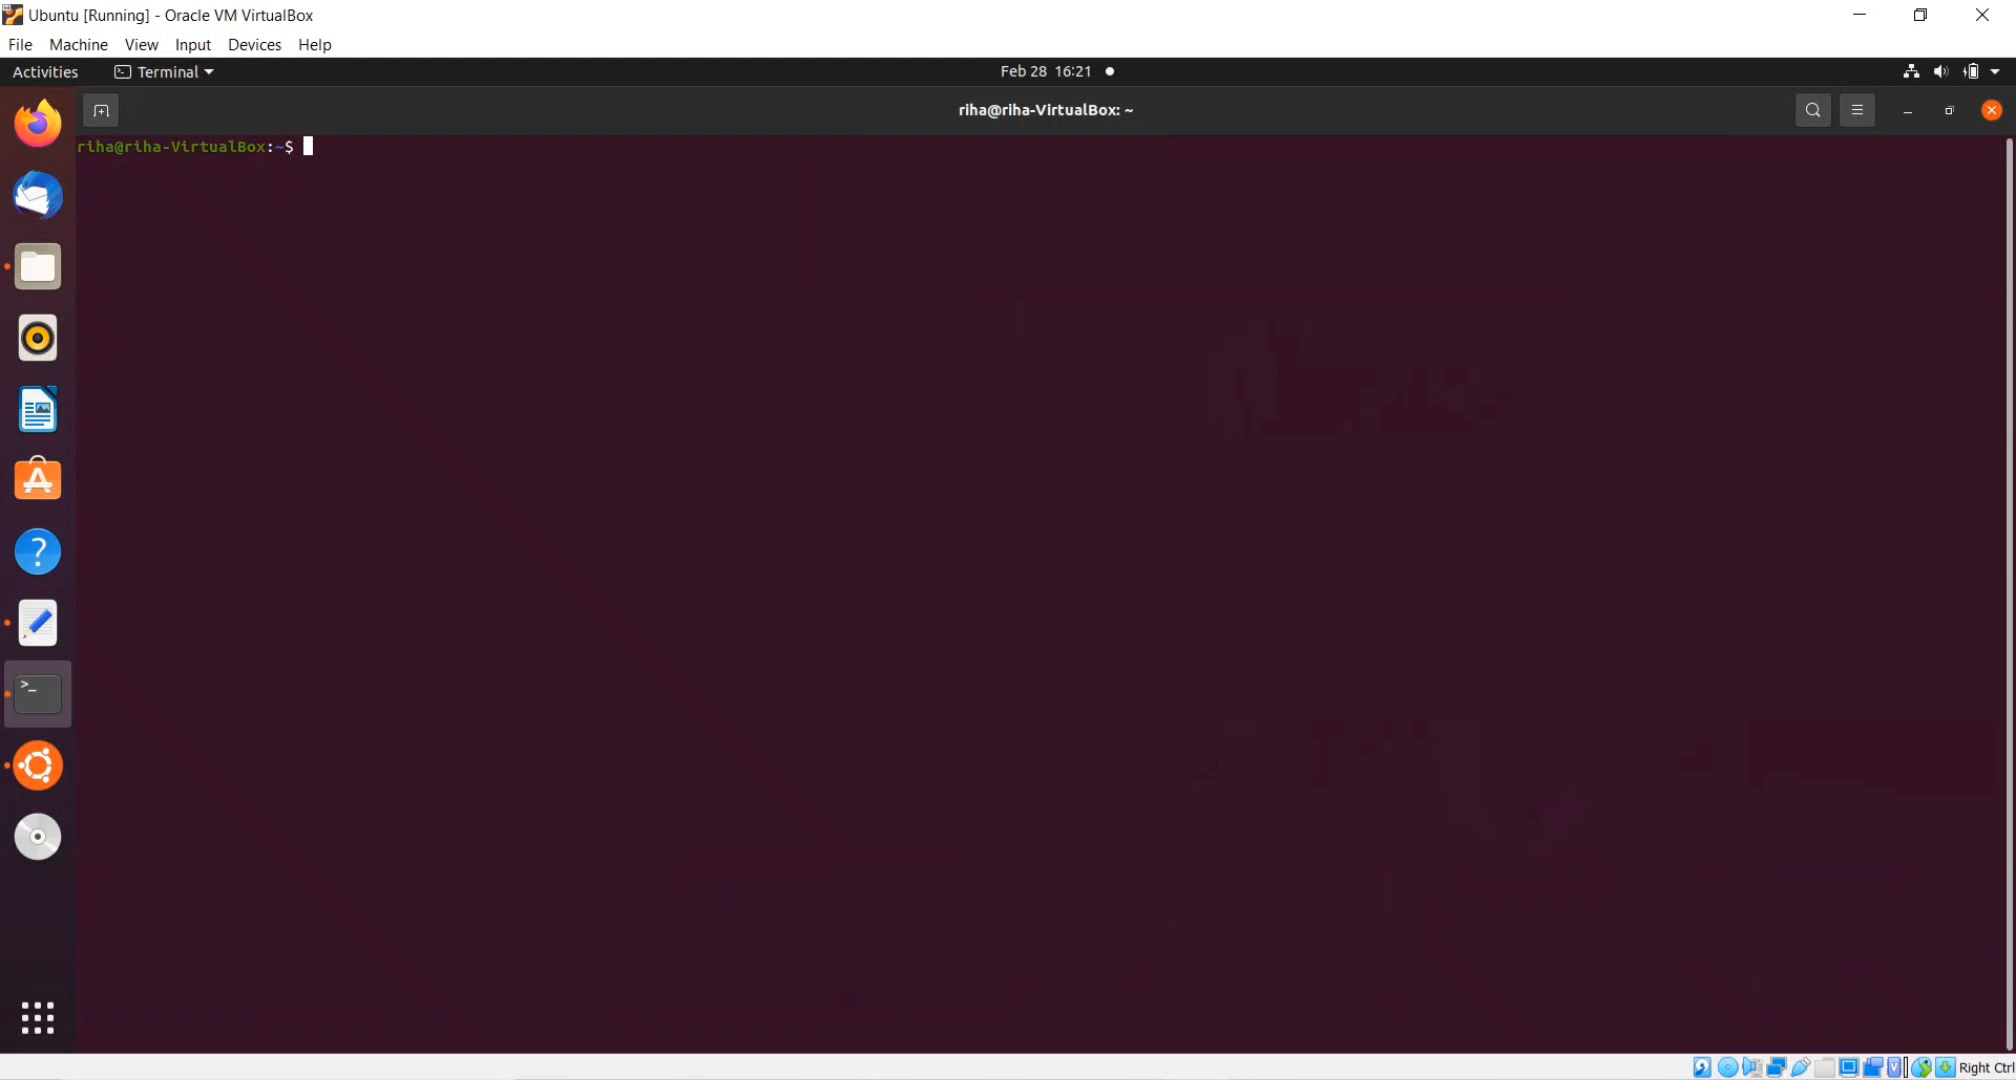 Ubuntu [Running] - Oracle VM VirtualBox
File Machine View Input Devices Help
Activities Terminal Feb 28 16:21
riha@riha-VirtualBox: ~
riha@riha-VirtualBox:~$
Right Ctrl